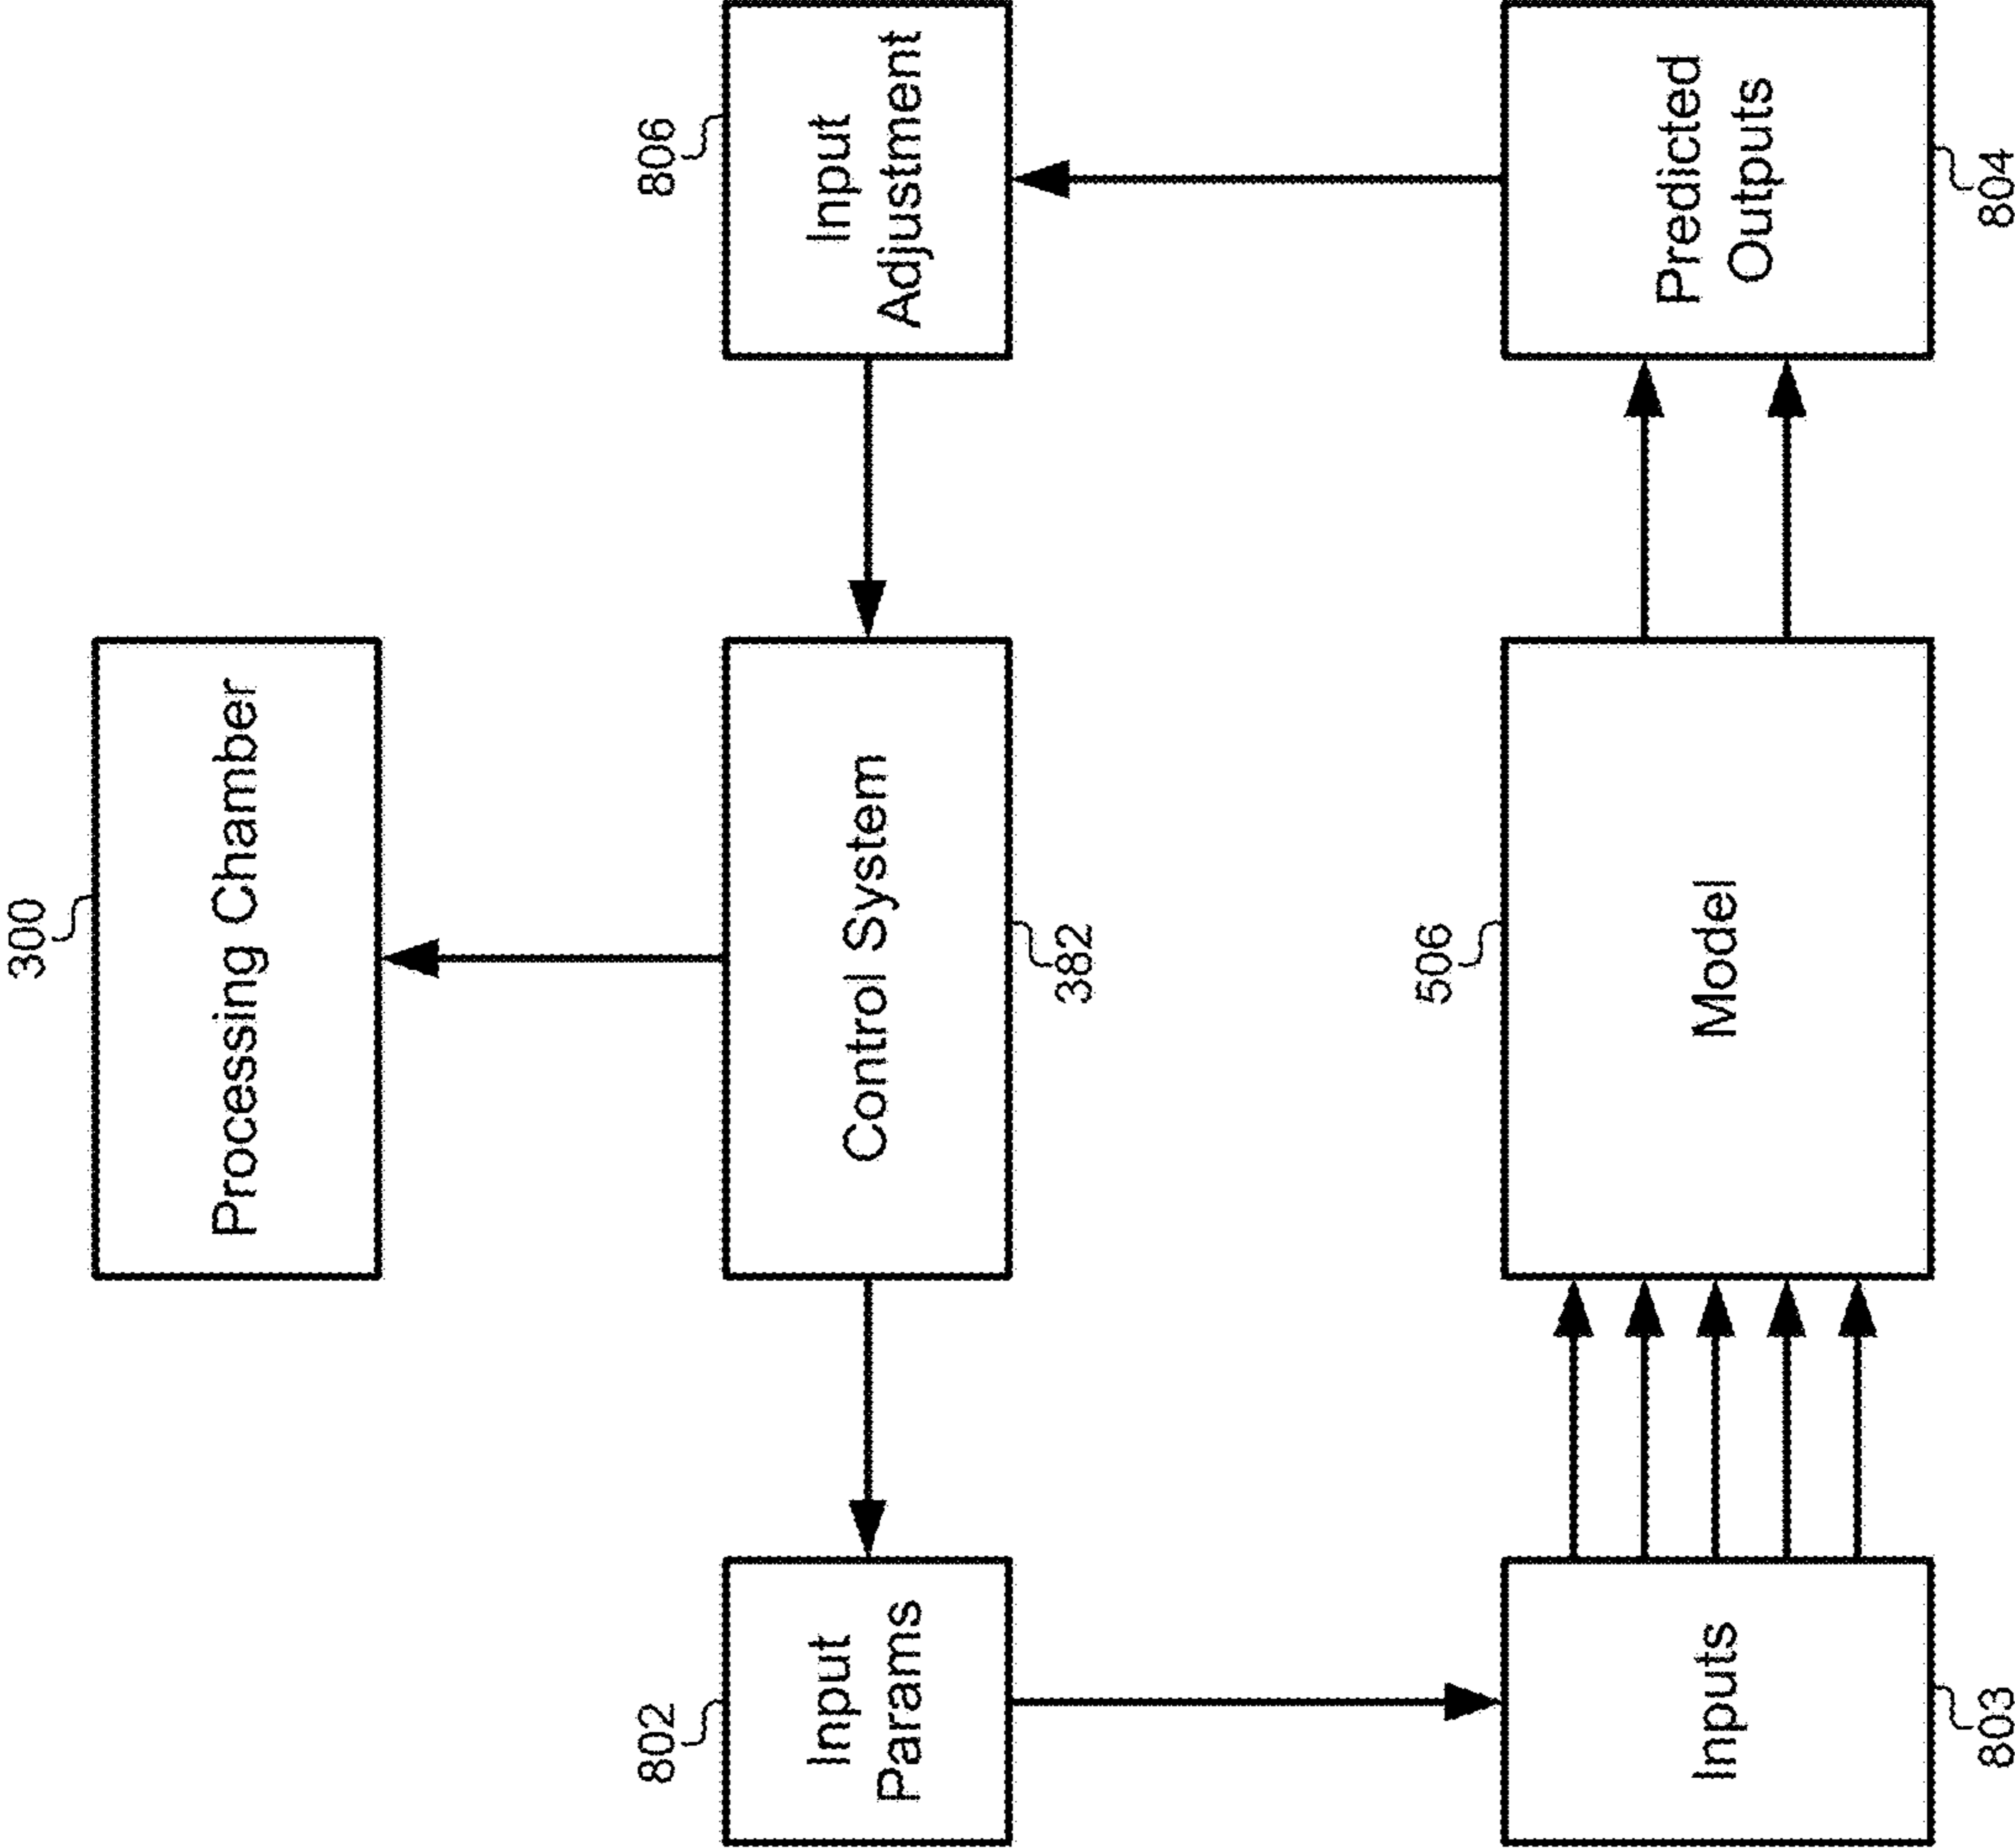 300
Processing Chamber
802
Input
Params
Control System
382
806
Input
Adjustment
Inputs
803
506
Model
Predicted
Outputs
804